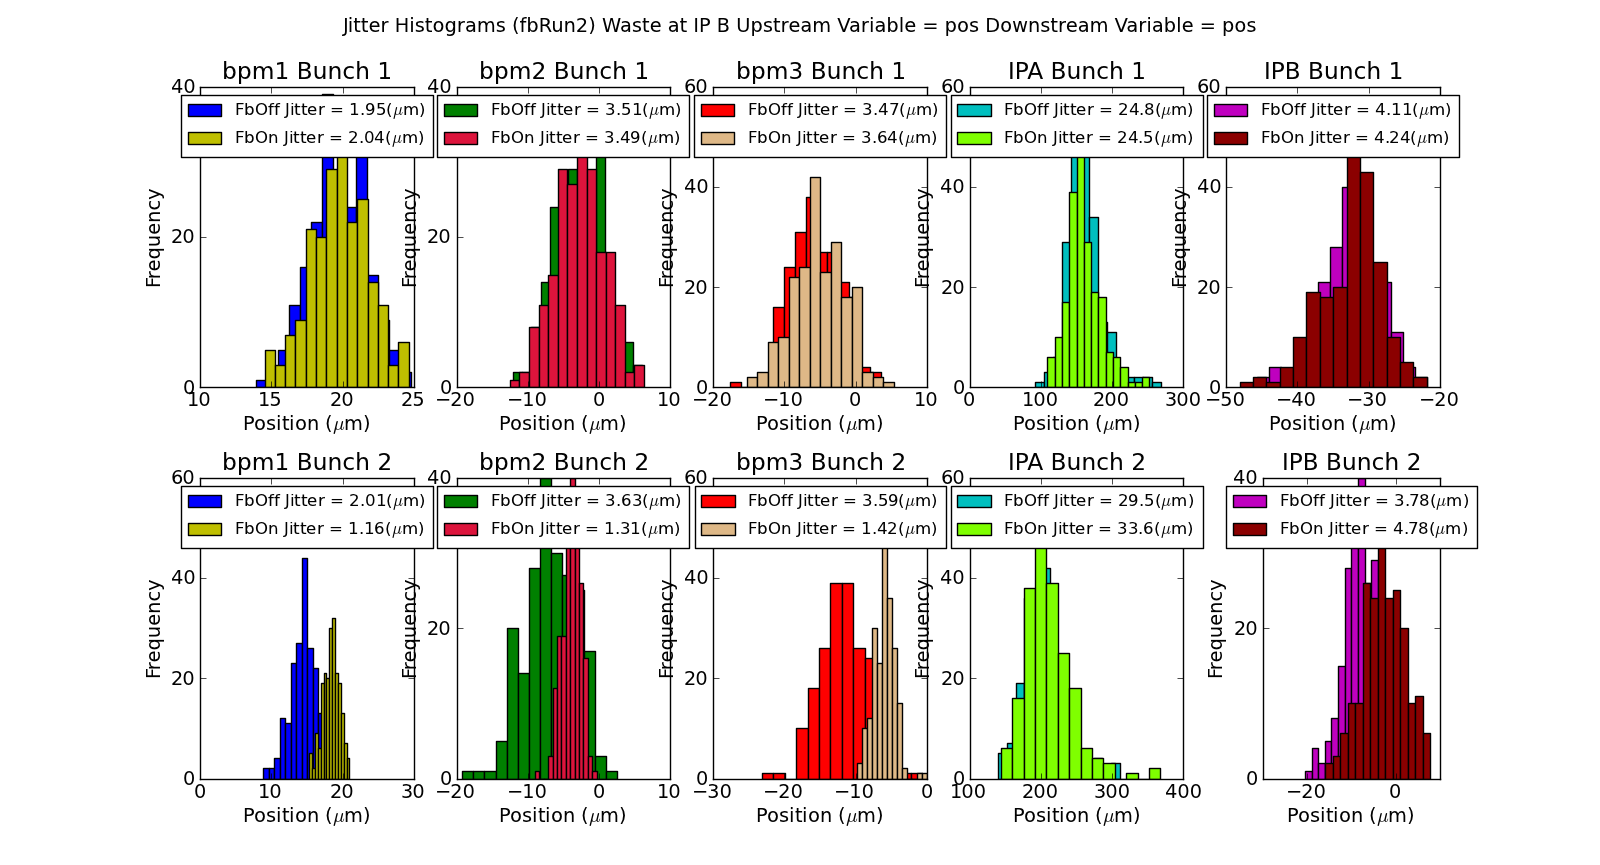 Jitter Histograms (fbRun2) Waste at IP B Upstream Variable = pos Downstream Variable = pos
bpm1 Bunch 1
40
FbOff Jitter = 1.95(μm)
FbOn Jitter = 2.04(μm)
Frequency
20
0
10 15 20 25
Position (μm)
bpm2 Bunch 1
40
FbOff Jitter = 3.51(μm)
FbOn Jitter = 3.49(μm)
Frequency
20
0
−20 −10 0 10
Position (μm)
bpm3 Bunch 1
60
FbOff Jitter = 3.47(μm)
FbOn Jitter = 3.64(μm)
40
Frequency
20
0
−20 −10 0 10
Position (μm)
IPA Bunch 1
60
FbOff Jitter = 24.8(μm)
FbOn Jitter = 24.5(μm)
40
Frequency
20
0
0 100 200 300
Position (μm)
IPB Bunch 1
60
FbOff Jitter = 4.11(μm)
FbOn Jitter = 4.24(μm)
40
Frequency
20
0
−50 −40 −30 −20
Position (μm)
bpm1 Bunch 2
60
FbOff Jitter = 2.01(μm)
FbOn Jitter = 1.16(μm)
40
Frequency
20
0
0 10 20 30
Position (μm)
bpm2 Bunch 2
40
FbOff Jitter = 3.63(μm)
FbOn Jitter = 1.31(μm)
Frequency
20
0
−20 −10 0 10
Position (μm)
bpm3 Bunch 2
60
FbOff Jitter = 3.59(μm)
FbOn Jitter = 1.42(μm)
40
Frequency
20
0
−30 −20 −10 0
Position (μm)
IPA Bunch 2
60
FbOff Jitter = 29.5(μm)
FbOn Jitter = 33.6(μm)
40
Frequency
20
0
100 200 300 400
Position (μm)
IPB Bunch 2
40
FbOff Jitter = 3.78(μm)
FbOn Jitter = 4.78(μm)
Frequency
20
0
−20 −10 0
Position (μm)